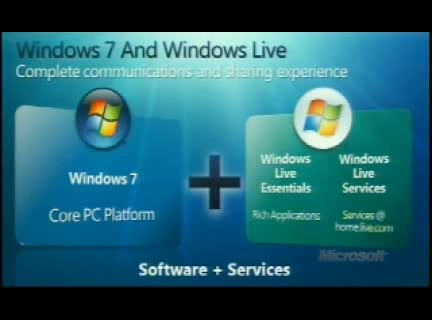 Windows 7 And Windows Live
Complete communications and sharing experience
Windows 7
Core PC Platform
+
Windows Live Essentials
Rich Applications
Windows Live Services
Services @
home.live.com
Microsoft
Software + Services